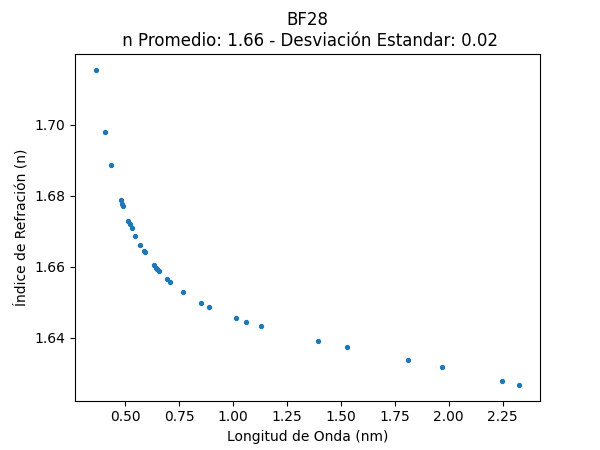 BF28
n Promedio: 1.66 - Desviación Estandar: 0.02
Índice de Refración (n)
1.70
1.68
1.66
1.64
0.50 0.75 1.00 1.25 1.50 1.75 2.00 2.25
Longitud de Onda (nm)